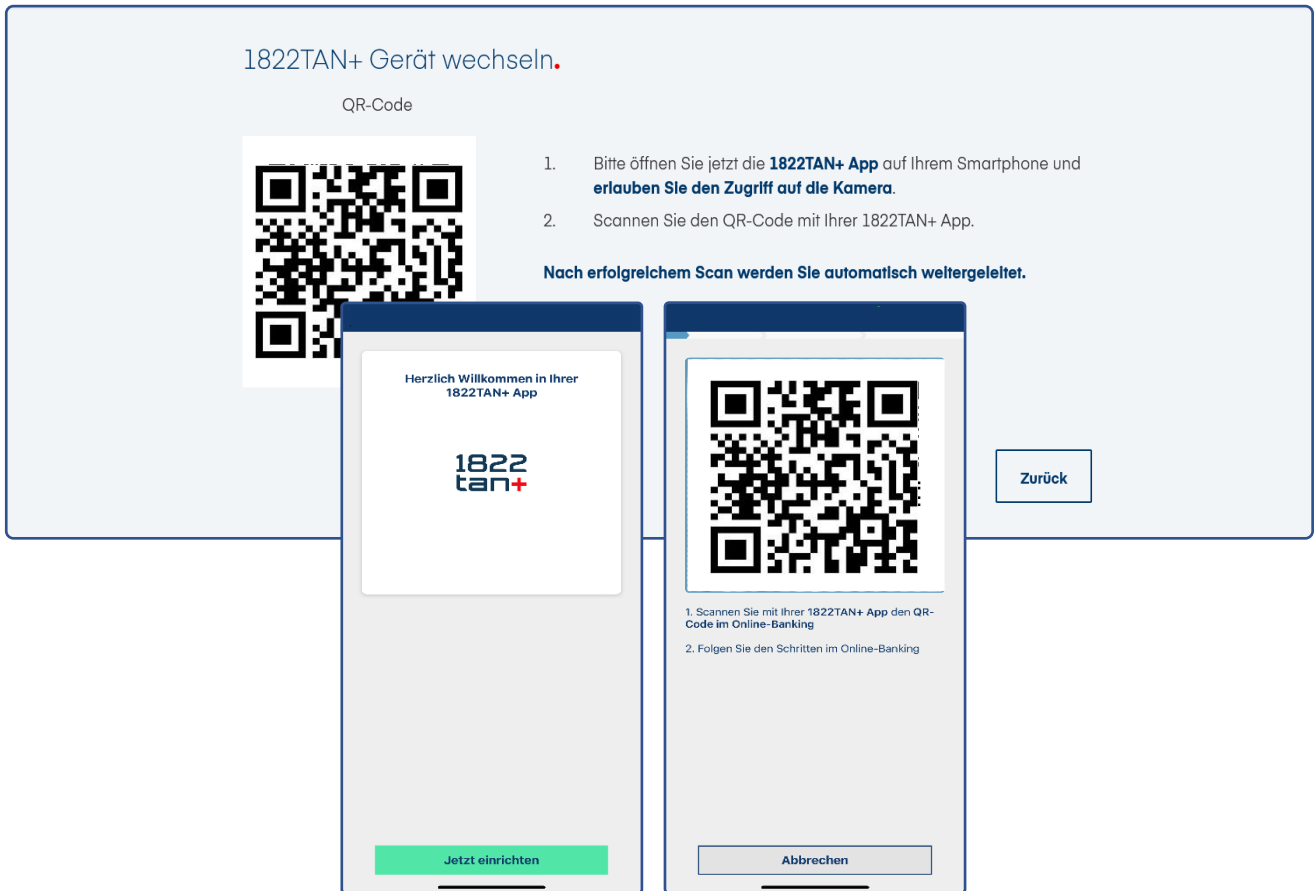 1822TAN+ Gerät wechseln.
QR-Code
1. Bitte öffnen Sie jetzt die 1822TAN+ App auf Ihrem Smartphone und
erlauben Sie den Zugriff auf die Kamera.
2. Scannen Sie den QR-Code mit Ihrer 1822TAN+ App.
Nach erfolgreichem Scan werden Sie automatisch weitergeleitet.
Zurück
Herzlich Willkommen in Ihrer
1822TAN+ App
1822
tan+
Jetzt einrichten
1. Scannen Sie mit Ihrer 1822TAN+ App den QR-
Code im Online-Banking
2. Folgen Sie den Schritten im Online-Banking
Abbrechen